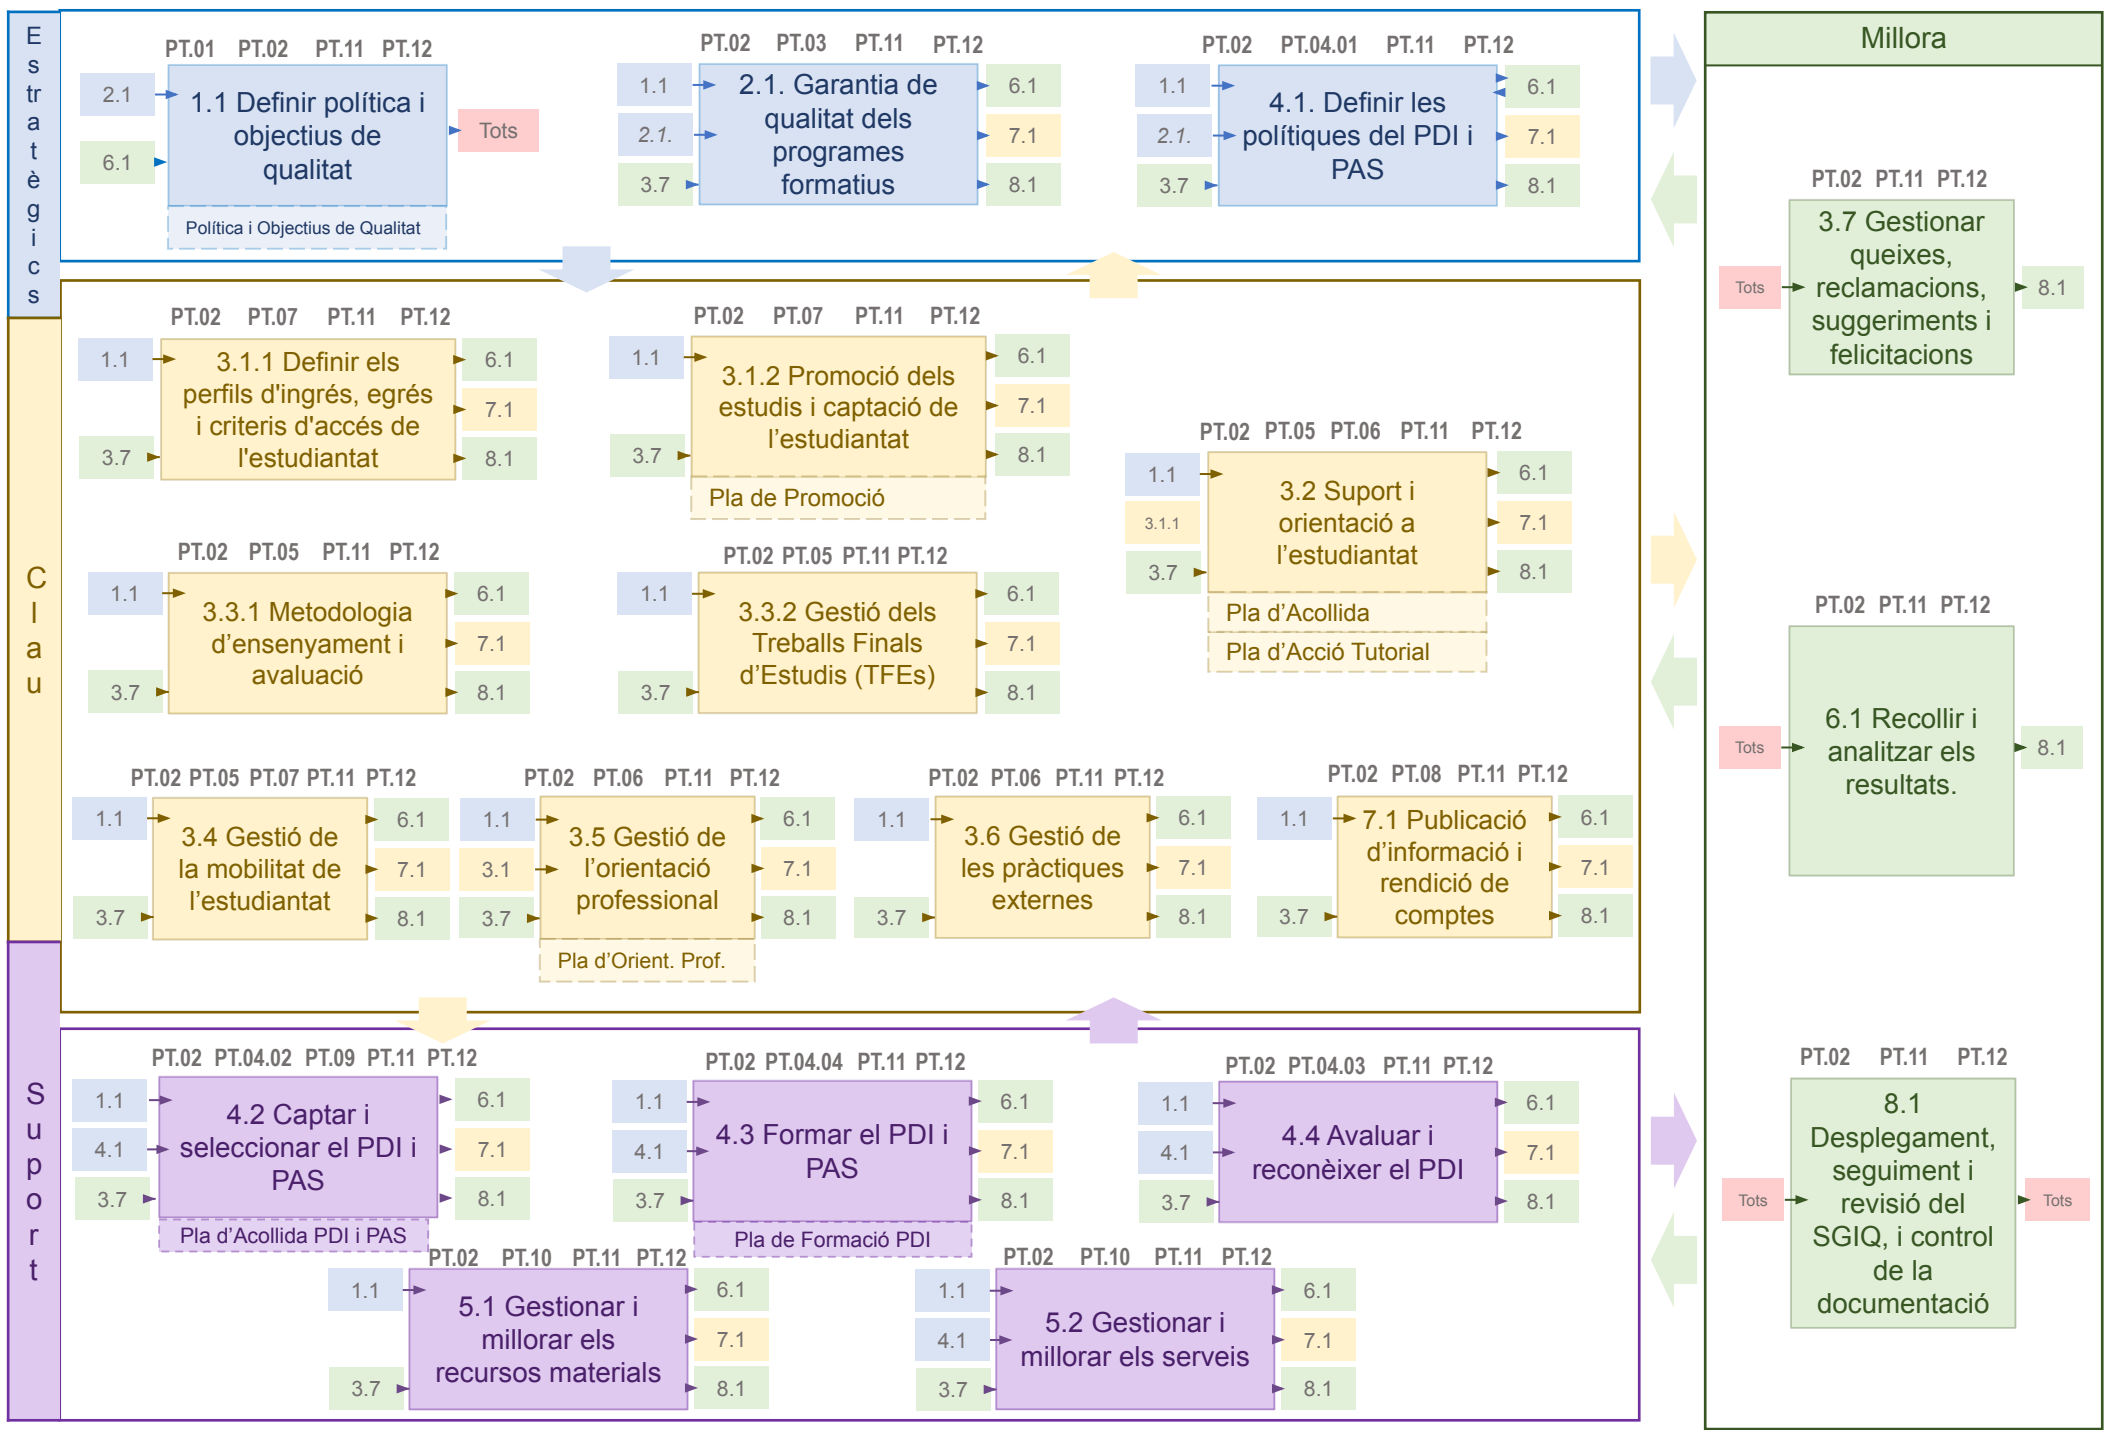 Estratègics
PT.01 PT.02 PT.11 PT.12
2.1
6.1
1.1 Definir política i
objectius de
qualitat
Tots
Política i Objectius de Qualitat
PT.02 PT.03 PT.11 PT.12
1.1
2.1.
3.7
2.1. Garantia de
qualitat dels
programes
formatius
6.1
7.1
8.1
PT.02 PT.04.01 PT.11 PT.12
1.1
2.1.
3.7
4.1. Definir les
polítiques del PDI i
PAS
6.1
7.1
8.1
Clau
PT.02 PT.07 PT.11 PT.12
1.1
3.7
3.1.1 Definir els
perfils d'ingrés, egrés
i criteris d'accés de
l'estudiantat
6.1
7.1
8.1
PT.02 PT.07 PT.11 PT.12
1.1
3.7
3.1.2 Promoció dels
estudis i captació de
l’estudiantat
6.1
7.1
8.1
Pla de Promoció
PT.02 PT.05 PT.06 PT.11 PT.12
1.1
3.1.1
3.7
3.2 Suport i
orientació a
l’estudiantat
6.1
7.1
8.1
Pla d’Acollida
Pla d’Acció Tutorial
PT.02 PT.05 PT.11 PT.12
1.1
3.7
3.3.1 Metodologia
d’ensenyament i
avaluació
6.1
7.1
8.1
PT.02 PT.05 PT.11 PT.12
1.1
3.7
3.3.2 Gestió dels
Treballs Finals
d’Estudis (TFEs)
6.1
7.1
8.1
PT.02 PT.05 PT.07 PT.11 PT.12
1.1
3.7
3.4 Gestió de
la mobilitat de
l’estudiantat
6.1
7.1
8.1
PT.02 PT.06 PT.11 PT.12
1.1
3.1
3.7
3.5 Gestió de
l’orientació
professional
6.1
7.1
8.1
Pla d’Orient. Prof.
PT.02 PT.06 PT.11 PT.12
1.1
3.7
3.6 Gestió de
les pràctiques
externes
6.1
7.1
8.1
PT.02 PT.08 PT.11 PT.12
1.1
3.7
7.1 Publicació
d’informació i
rendició de
comptes
6.1
7.1
8.1
Suport
PT.02 PT.04.02 PT.09 PT.11 PT.12
1.1
4.1
3.7
4.2 Captar i
seleccionar el PDI i
PAS
6.1
7.1
8.1
Pla d’Acollida PDI i PAS
PT.02 PT.04.04 PT.11 PT.12
1.1
4.1
3.7
4.3 Formar el PDI i
PAS
6.1
7.1
8.1
Pla de Formació PDI
PT.02 PT.04.03 PT.11 PT.12
1.1
4.1
3.7
4.4 Avaluar i
reconèixer el PDI
6.1
7.1
8.1
PT.02 PT.10 PT.11 PT.12
1.1
3.7
5.1 Gestionar i
millorar els
recursos materials
6.1
7.1
8.1
PT.02 PT.10 PT.11 PT.12
1.1
4.1
3.7
5.2 Gestionar i
millorar els serveis
6.1
7.1
8.1
Millora
PT.02 PT.11 PT.12
Tots
3.7 Gestionar
queixes,
reclamacions,
suggeriments i
felicitacions
8.1
PT.02 PT.11 PT.12
Tots
6.1 Recollir i
analitzar els
resultats.
8.1
PT.02 PT.11 PT.12
Tots
8.1
Desplegament,
seguiment i
revisió del
SGIQ, i control
de la
documentació
Tots